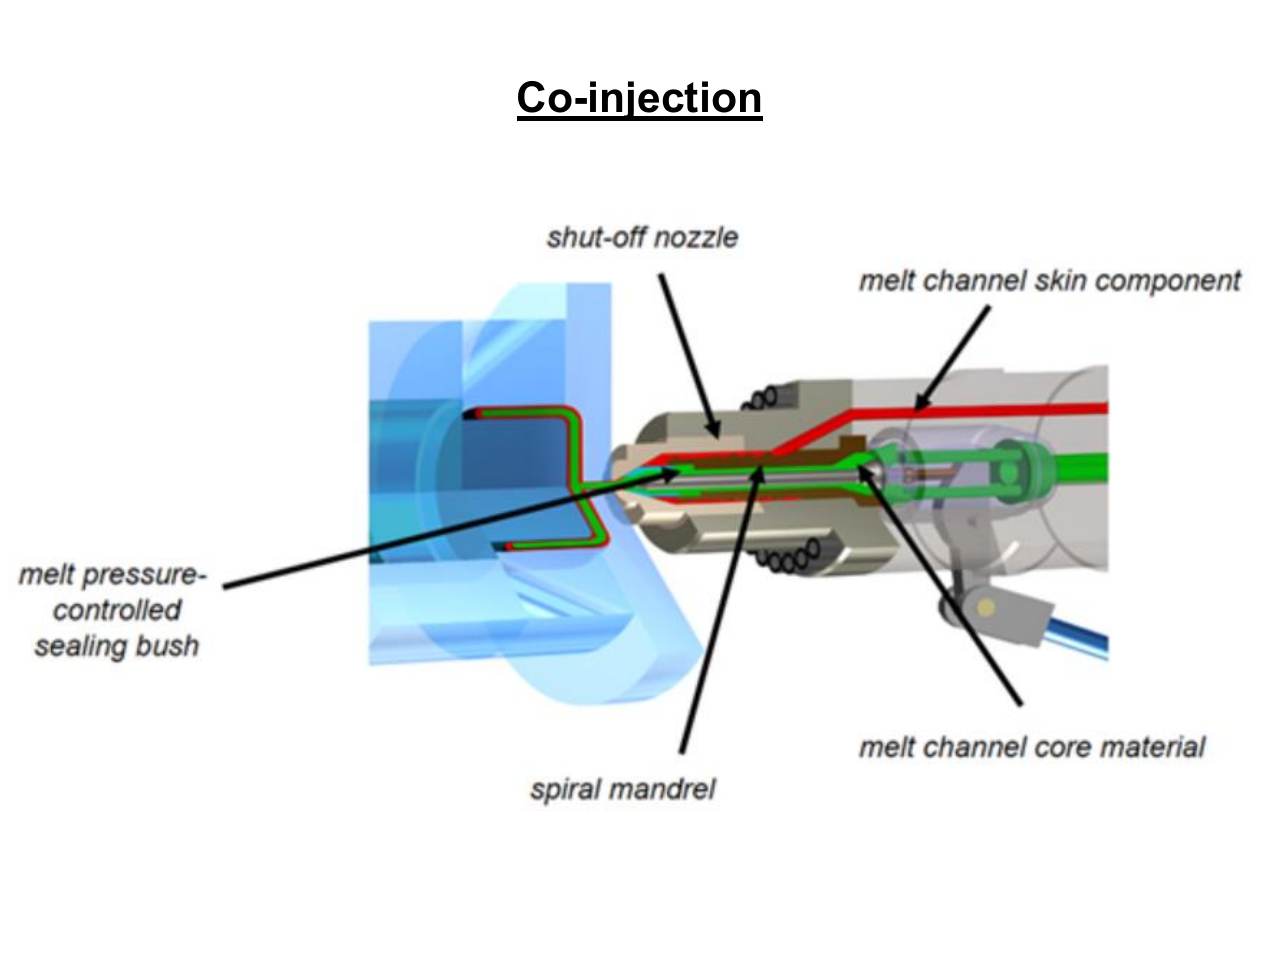 Co-injection
shut-off nozzle
melt channel skin component
melt pressure-
controlled
sealing bush
melt channel core material
spiral mandrel